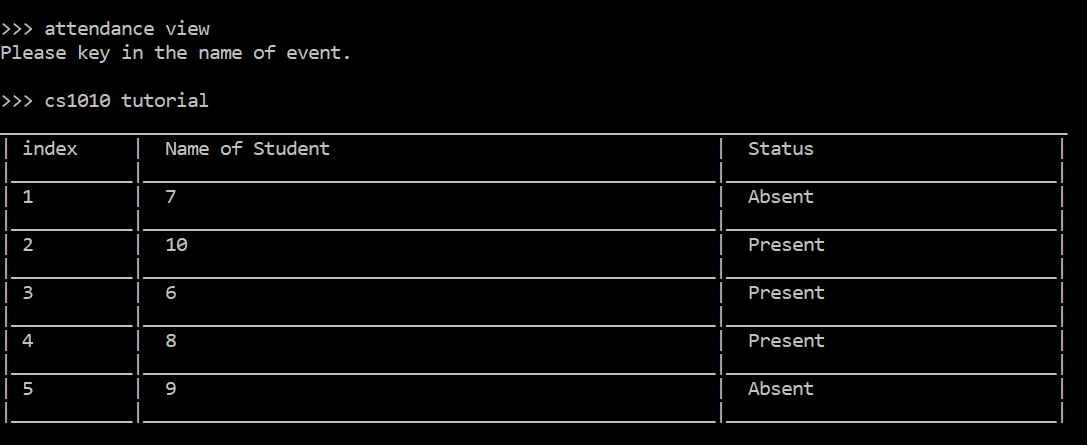 >>> attendance view
Please key in the name of event.
>>> cs1010 tutorial
index Name of Student Status
1 7 Absent
2 10 Present
3 6 Present
4 8 Present
5 9 Absent